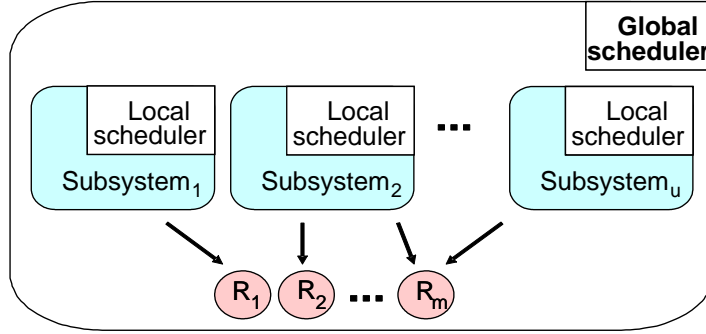 Global
scheduler
Local
scheduler
Subsystem₁
Local
scheduler
Subsystem₂
...
Local
scheduler
Subsystemᵤ
R₁
R₂
...
Rₘ